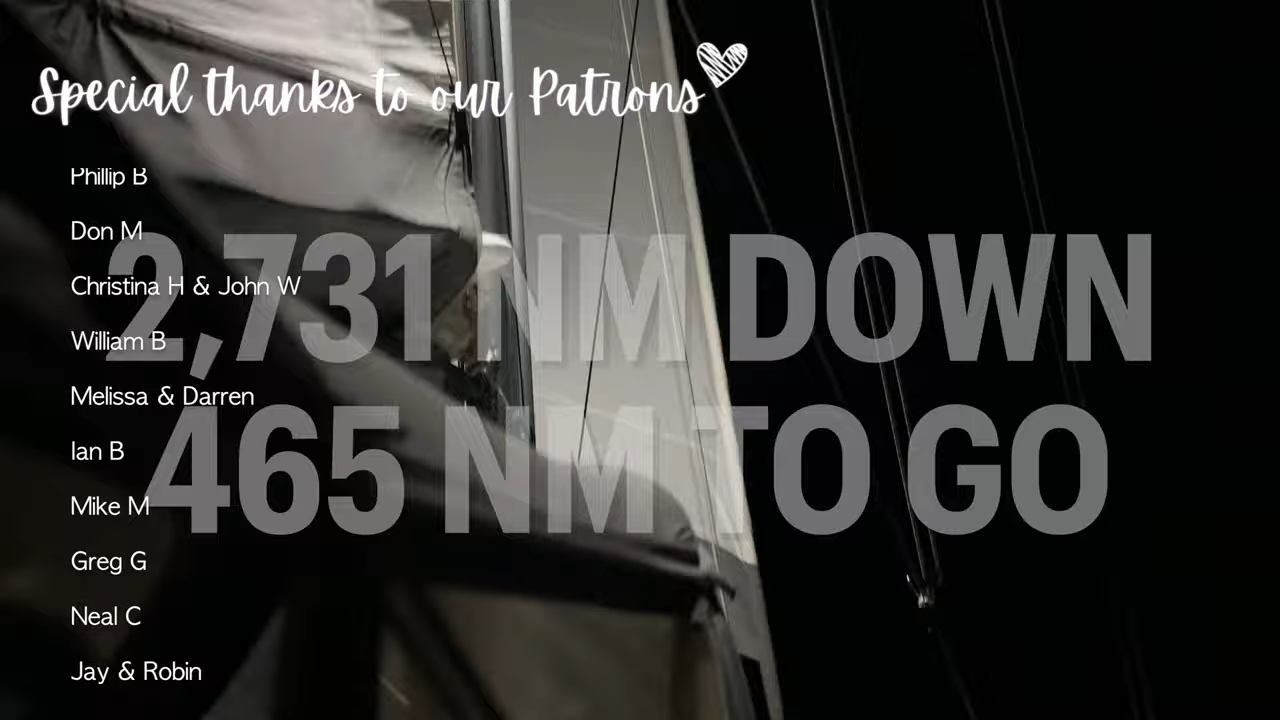 Special thanks to our Patrons
Phillip B
Don M
Christina H & John W
William B
Melissa & Darren
Ian B
Mike M
Greg G
Neal C
Jay & Robin
2,731 NM DOWN
465 NM TO GO